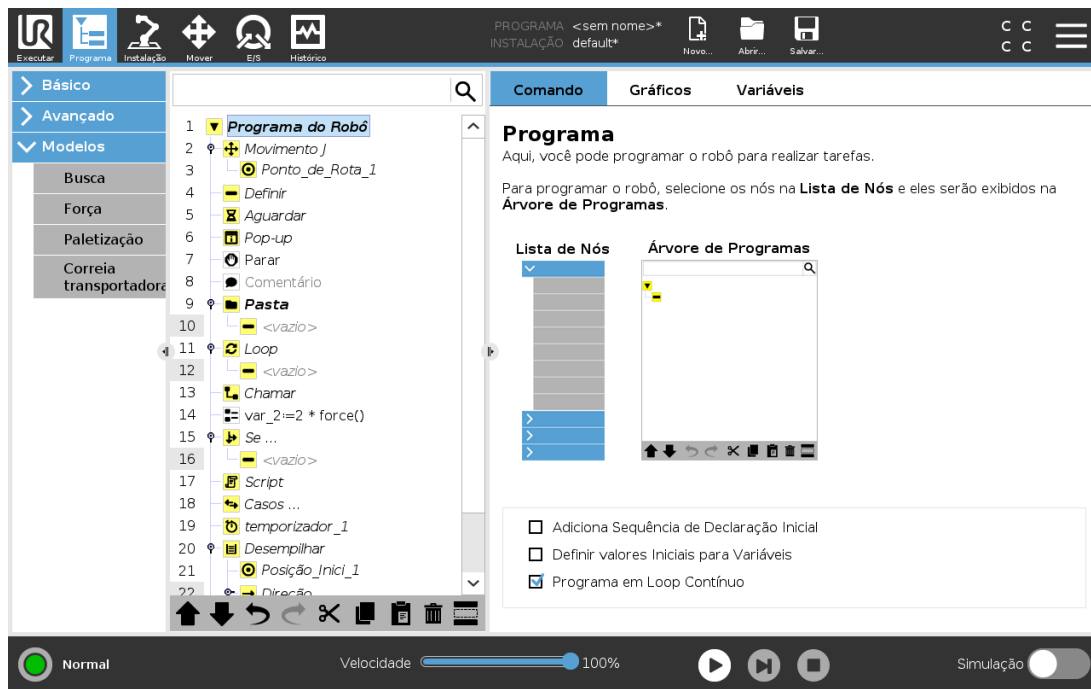 PROGRAMA <sem nome>*
INSTALAÇÃO default*
C C
C C
Executar Programa Instalação Mover E/S Histórico Novo... Abrir... Salvar...
Básico
Avançado
Modelos
Busca
Força
Paletização
Correia
transportadora
1 Programa do Robô
2 Movimento J
3 Ponto_de_Rota_1
4 Definir
5 Aguardar
6 Pop-up
7 Parar
8 Comentário
9 Pasta
10 <vazio>
11 Loop
12 <vazio>
13 Chamar
14 var_2:=2 * force()
15 Se ...
16 <vazio>
17 Script
18 Casos ...
19 temporizador_1
20 Desempilhar
21 Posição_Inici_1
22 Direção
Comando Gráficos Variáveis
Programa
Aqui, você pode programar o robô para realizar tarefas.
Para programar o robô, selecione os nós na Lista de Nós e eles serão exibidos na
Árvore de Programas.
Lista de Nós Árvore de Programas
Adiciona Sequência de Declaração Inicial
Definir valores Iniciais para Variáveis
Programa em Loop Contínuo
Normal Velocidade 100% Simulação